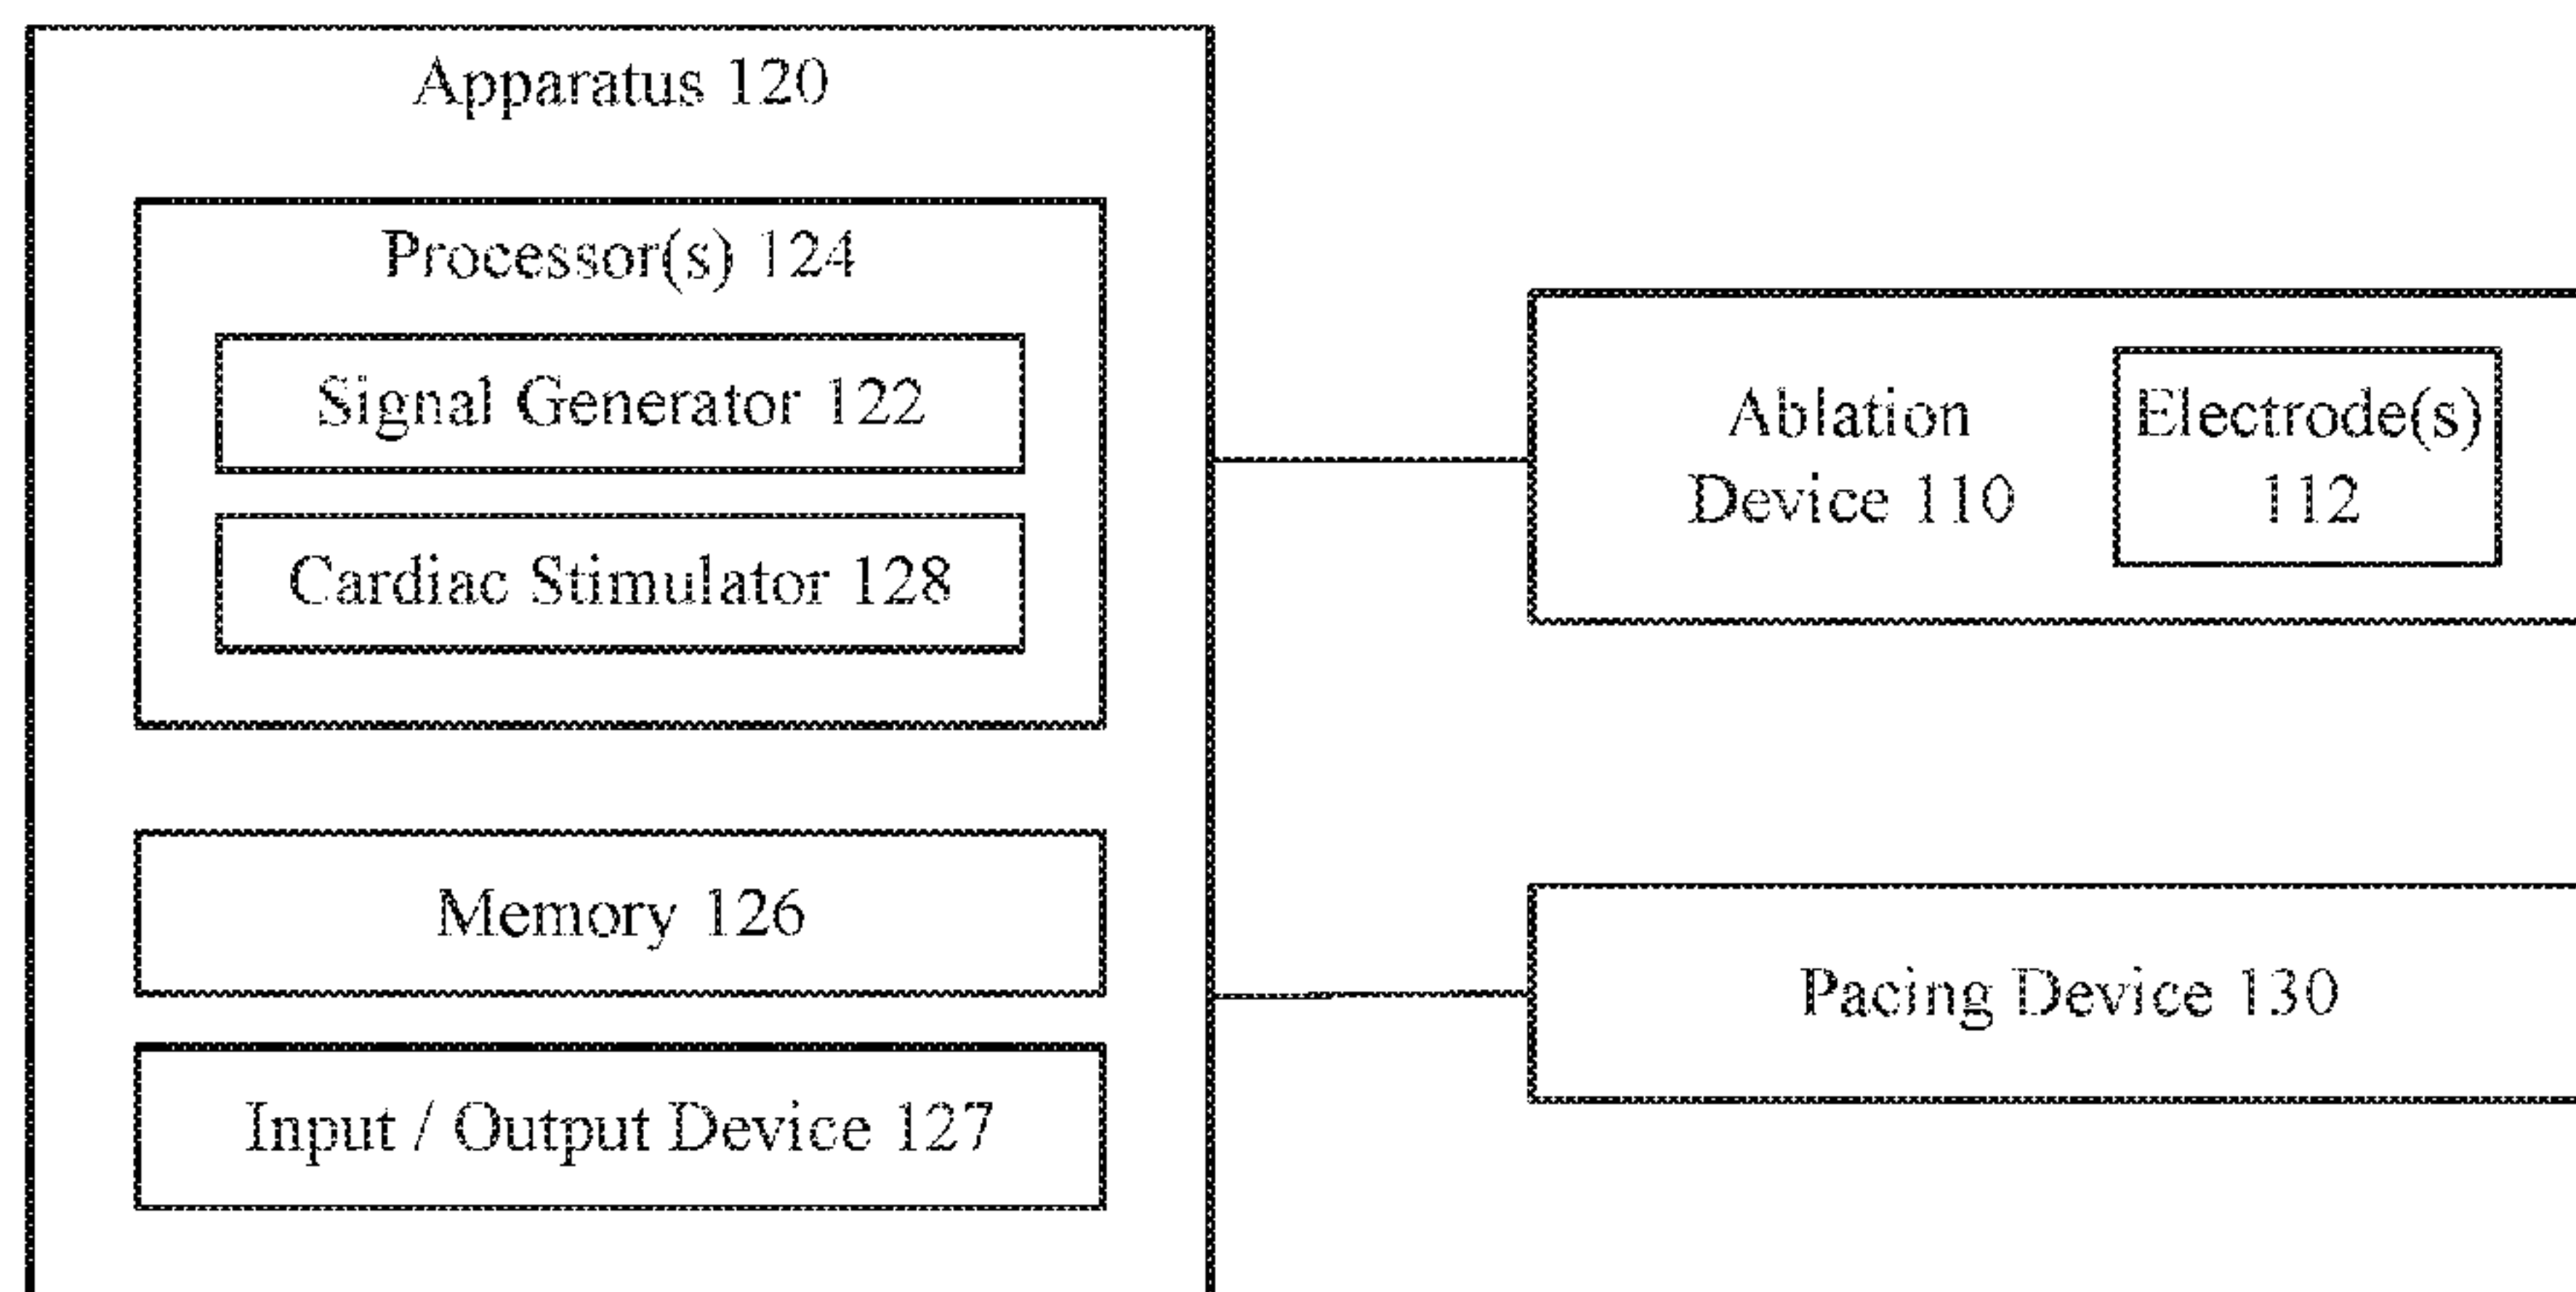 Apparatus 120
Processor(s) 124
Signal Generator 122
Cardiac Stimulator 128
Memory 126
Input / Output Device 127
Ablation
Device 110
Electrode(s)
112
Pacing Device 130